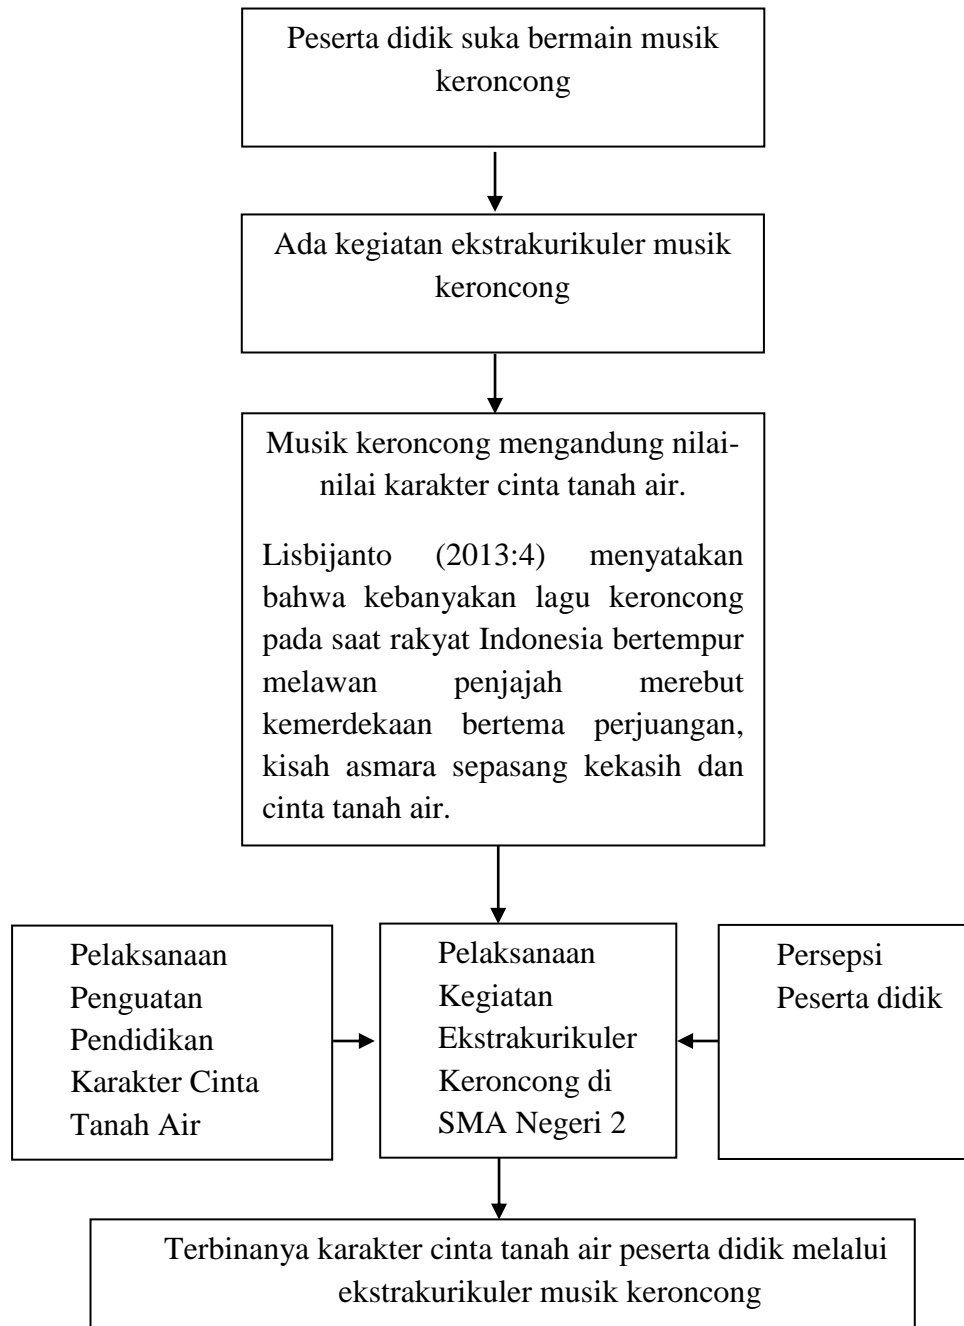 Peserta didik suka bermain musik
keroncong
Ada kegiatan ekstrakurikuler musik
keroncong
Musik keroncong mengandung nilai-
nilai karakter cinta tanah air.
Lisbijanto (2013:4) menyatakan
bahwa kebanyakan lagu keroncong
pada saat rakyat Indonesia bertempur
melawan penjajah merebut
kemerdekaan bertema perjuangan,
kisah asmara sepasang kekasih dan
cinta tanah air.
Pelaksanaan
Penguatan
Pendidikan
Karakter Cinta
Tanah Air
Pelaksanaan
Kegiatan
Ekstrakurikuler
Keroncong di
SMA Negeri 2
Persepsi
Peserta didik
Terbinanya karakter cinta tanah air peserta didik melalui
ekstrakurikuler musik keroncong